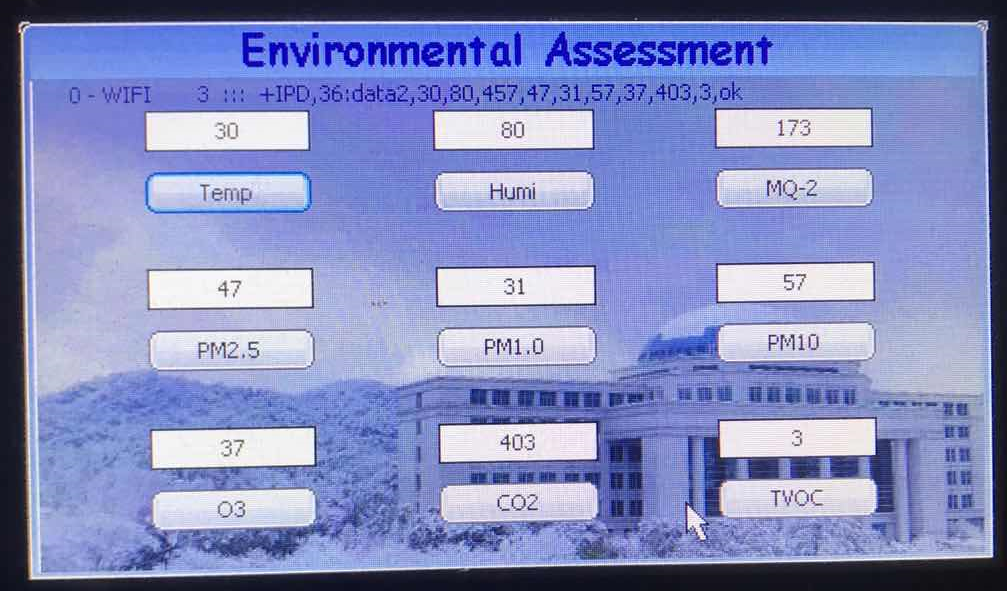 Environmental Assessment
0 - WIFI 3 ::: +IPD,36:data2,30,80,457,47,31,57,37,403,3,ok
30 80 173
Temp Humi MQ-2
47 31 57
PM2.5 PM1.0 PM10
37 403 3
O3 CO2 TVOC